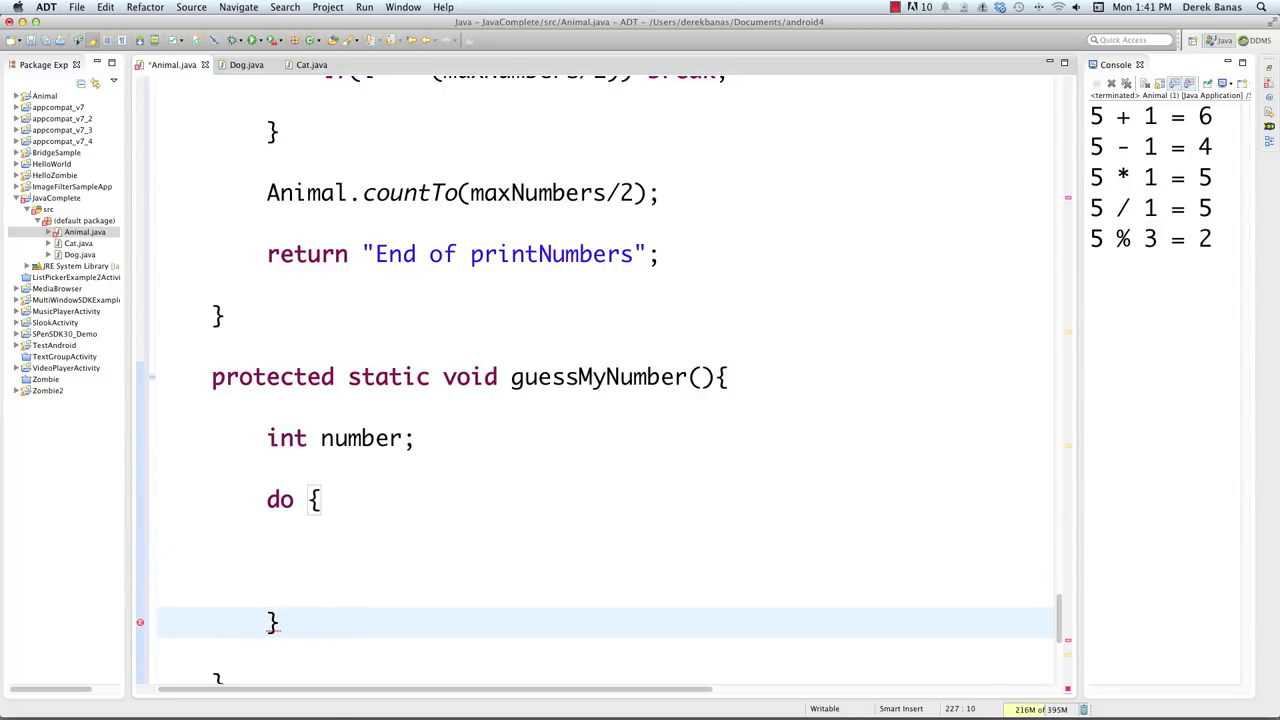 ADT File Edit Refactor Source Navigate Search Project Run Window Help 10 Mon 1:41 PM Derek Banas
Java - JavaComplete/src/Animal.java - ADT - /Users/derekbanas/Documents/android4
Quick Access Java DDMS
Package Exp
*Animal.java Dog.java Cat.java
Console
<terminated> Animal (1) [Java Application] /S
Animal
appcompat_v7
appcompat_v7_2
appcompat_v7_3
appcompat_v7_4
BridgeSample
HelloWorld
HelloZombie
ImageFilterSampleApp
JavaComplete
src
(default package)
Animal.java
Cat.java
Dog.java
JRE System Library [Ja
ListPickerExample2Activi
MediaBrowser
MultiWindowSDKExample
MusicPlayerActivity
SlookActivity
SPenSDK30_Demo
TestAndroid
TextGroupActivity
VideoPlayerActivity
Zombie
Zombie2
(maxNumbers/2)) break;
}
Animal.countTo(maxNumbers/2);
return "End of printNumbers";
}
protected static void guessMyNumber(){
int number;
do {
}
}
5 + 1 = 6
5 - 1 = 4
5 * 1 = 5
5 / 1 = 5
5 % 3 = 2
Writable Smart Insert 227 : 10 216M of 395M